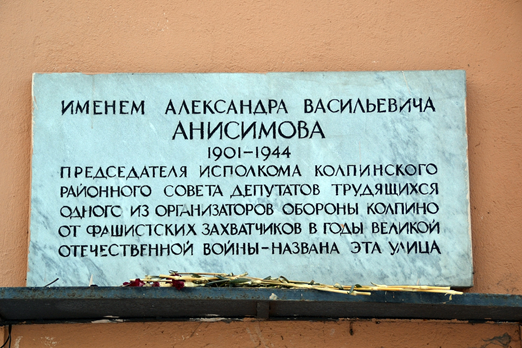 ИМЕНЕМ АЛЕКСАНДРА ВАСИЛЬЕВИЧА
АНИСИМОВА
1901-1944
ПРЕДСЕДАТЕЛЯ ИСПОЛКОМА КОЛПИНСКОГО
РАЙОННОГО СОВЕТА ДЕПУТАТОВ ТРУДЯЩИХСЯ
ОДНОГО ИЗ ОРГАНИЗАТОРОВ ОБОРОНЫ КОЛПИНО
ОТ ФАШИСТСКИХ ЗАХВАТЧИКОВ В ГОДЫ ВЕЛИКОЙ
ОТЕЧЕСТВЕННОЙ ВОЙНЫ-НАЗВАНА ЭТА УЛИЦА